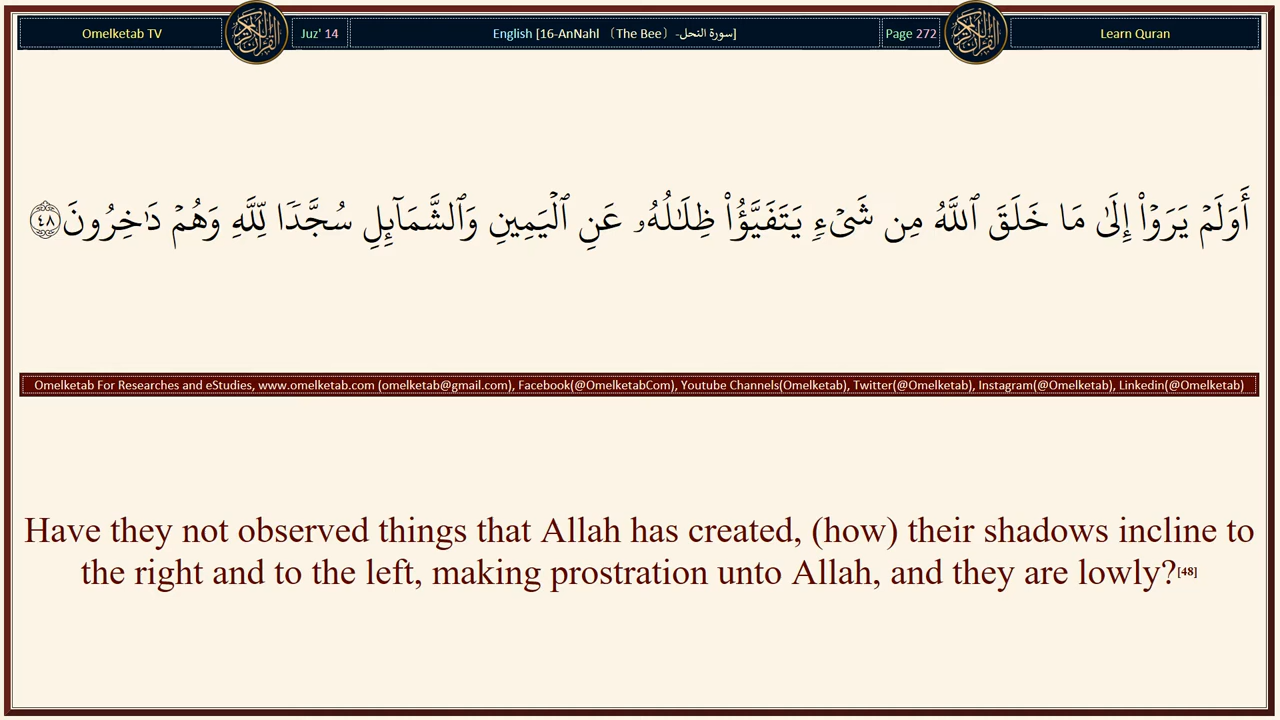 Omelketab TV
Juz' 14
English [16-AnNahl 〔The Bee〕 -سورة النحل]
Page 272
Learn Quran
أَوَلَمۡ يَرَوۡاْ إِلَىٰ مَا خَلَقَ ٱللَّهُ مِن شَيۡءٖ يَتَفَيَّؤُاْ ظِلَٰلُهُۥ عَنِ ٱلۡيَمِينِ وَٱلشَّمَآئِلِ سُجَّدٗا لِّلَّهِ وَهُمۡ دَٰخِرُونَ ٤٨
Omelketab For Researches and eStudies, www.omelketab.com (omelketab@gmail.com), Facebook(@OmelketabCom), Youtube Channels(Omelketab), Twitter(@Omelketab), Instagram(@Omelketab), Linkedin(@Omelketab)
Have they not observed things that Allah has created, (how) their shadows incline to
the right and to the left, making prostration unto Allah, and they are lowly?[48]